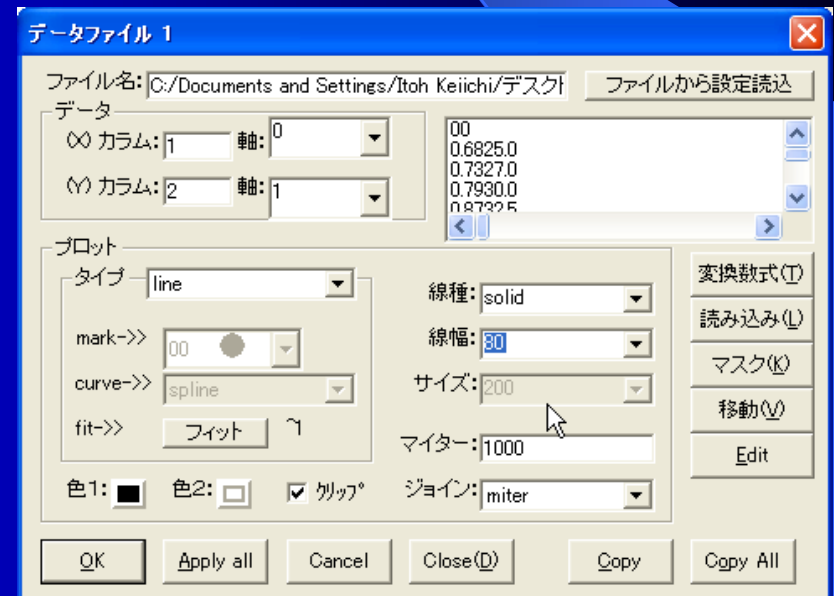 データファイル 1
ファイル名: C:/Documents and Settings/Itoh Keiichi/デスクト ファイルから設定読込
データ
(X) カラム: 1 軸: 0
(Y) カラム: 2 軸: 1
00
0.6825.0
0.7327.0
0.7930.0
0.8732.5
プロット
タイプ line
mark->> 00
curve->> spline
fit->> フィット
線種: solid
線幅: 80
サイズ: 200
マイター: 1000
ジョイン: miter
色1: 色2: クリップ
変換数式(T)
読み込み(L)
マスク(K)
移動(V)
Edit
OK Apply all Cancel Close(D) Copy Copy All